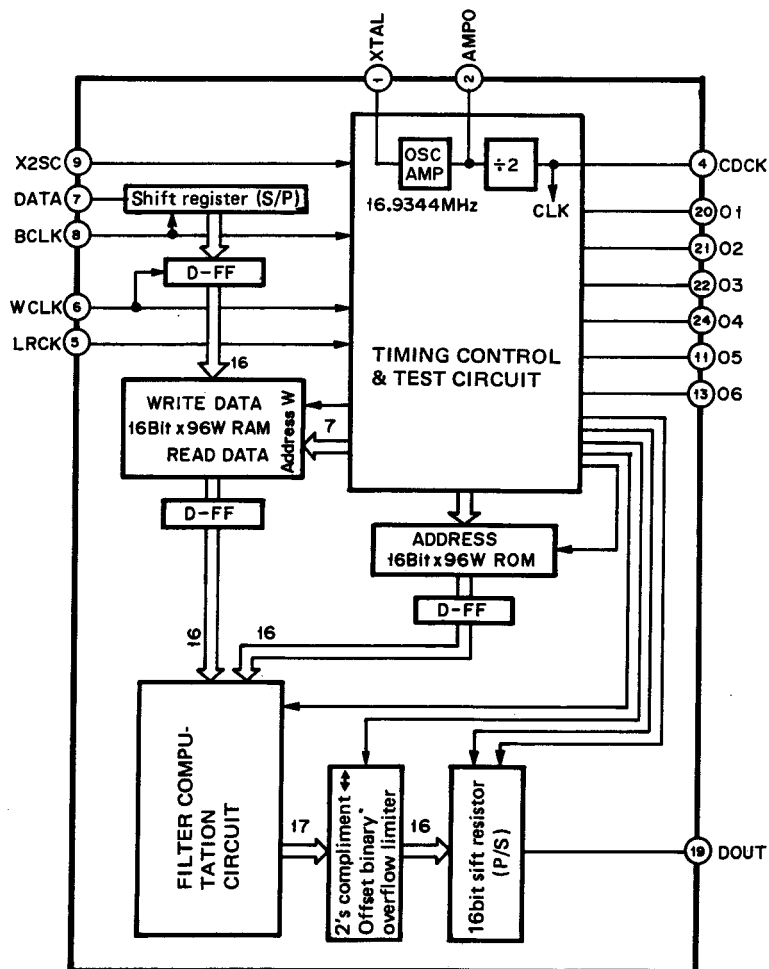 XTAL
AMPO
1
2
X2SC 9
DATA 7
BCLK 8
WCLK 6
LRCK 5
Shift register (S/P)
D-FF
16
WRITE DATA
16Bit x 96W RAM
READ DATA
Address W
7
D-FF
16
OSC
AMP
÷2
16.9344MHz
CLK
TIMING CONTROL
& TEST CIRCUIT
4 CDCK
20 O1
21 O2
22 O3
24 O4
11 O5
13 O6
ADDRESS
16Bit x 96W ROM
D-FF
16
FILTER COMPU-
TATION
CIRCUIT
17
2's compliment ↔
Offset binary
overflow limiter
16
16bit sift resistor
(P/S)
19 DOUT